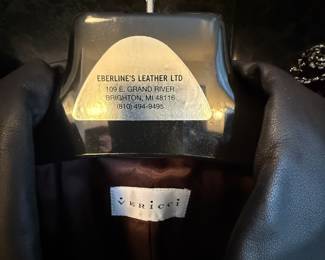 EBERLINE'S LEATHER LTD
109 E. GRAND RIVER
BRIGHTON, MI 48116
(810) 494-9495
vericci